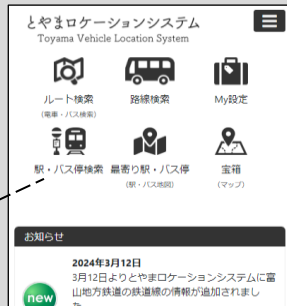 とやまロケーションシステム
Toyama Vehicle Location System
ルート検索
(電車・バス検索)
路線検索
My設定
駅・バス停検索
最寄り駅・バス停
(駅・バス地図)
宝箱
(マップ)
お知らせ
2024年3月12日
3月12日よりとやまロケーションシステムに富
山地方鉄道の鉄道線の情報が追加されまし
た
new